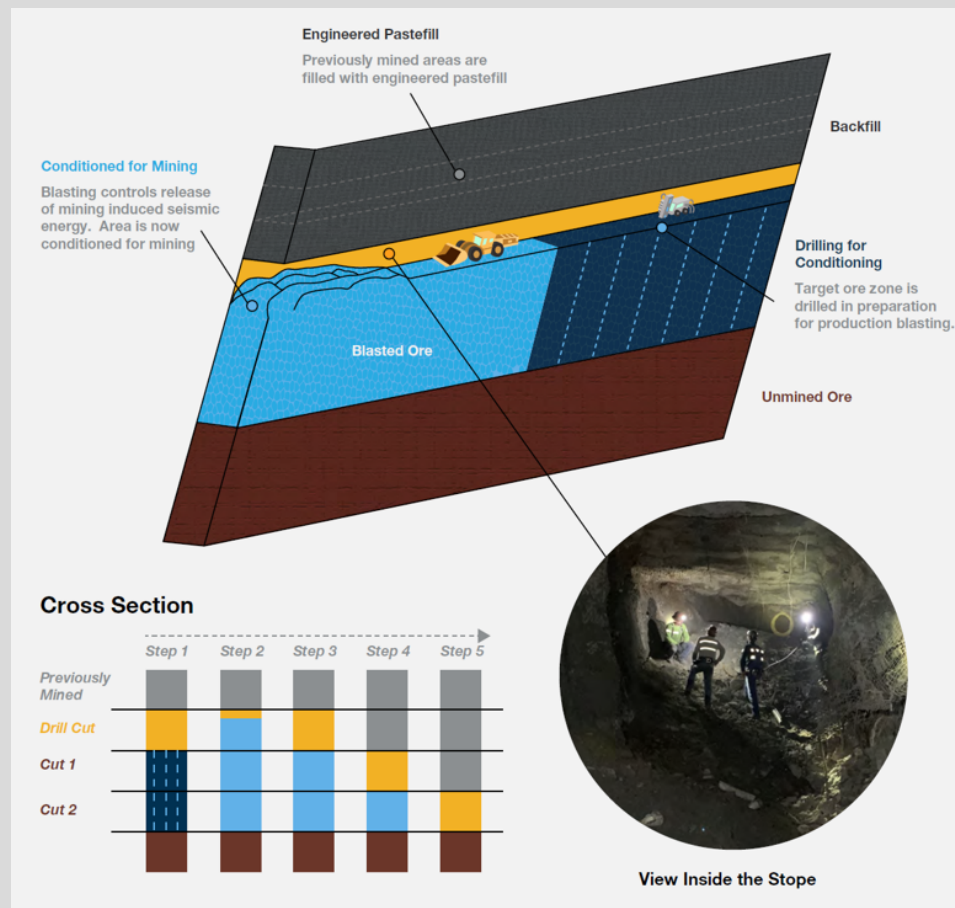 Engineered Pastefill
Previously mined areas are
filled with engineered pastefill
Backfill
Conditioned for Mining
Blasting controls release
of mining induced seismic
energy. Area is now
conditioned for mining
Drilling for
Conditioning
Target ore zone is
drilled in preparation
for production blasting.
Blasted Ore
Unmined Ore
Cross Section
Step 1 Step 2 Step 3 Step 4 Step 5
Previously
Mined
Drill Cut
Cut 1
Cut 2
View Inside the Stope